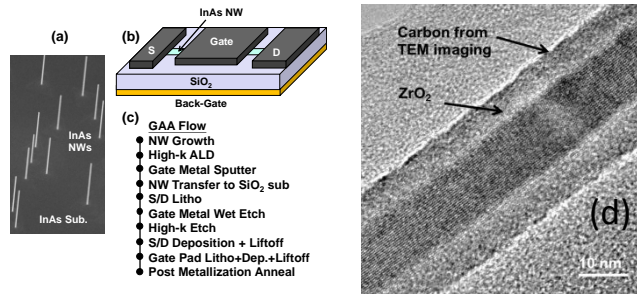 (a)
InAs
NWs
InAs Sub.
(b)
InAs NW
S
Gate
D
SiO2
Back-Gate
(c)
GAA Flow
NW Growth
High-k ALD
Gate Metal Sputter
NW Transfer to SiO2 sub
S/D Litho
Gate Metal Wet Etch
High-k Etch
S/D Deposition + Liftoff
Gate Pad Litho+Dep.+Liftoff
Post Metallization Anneal
Carbon from
TEM imaging
ZrO2
(d)
10 nm